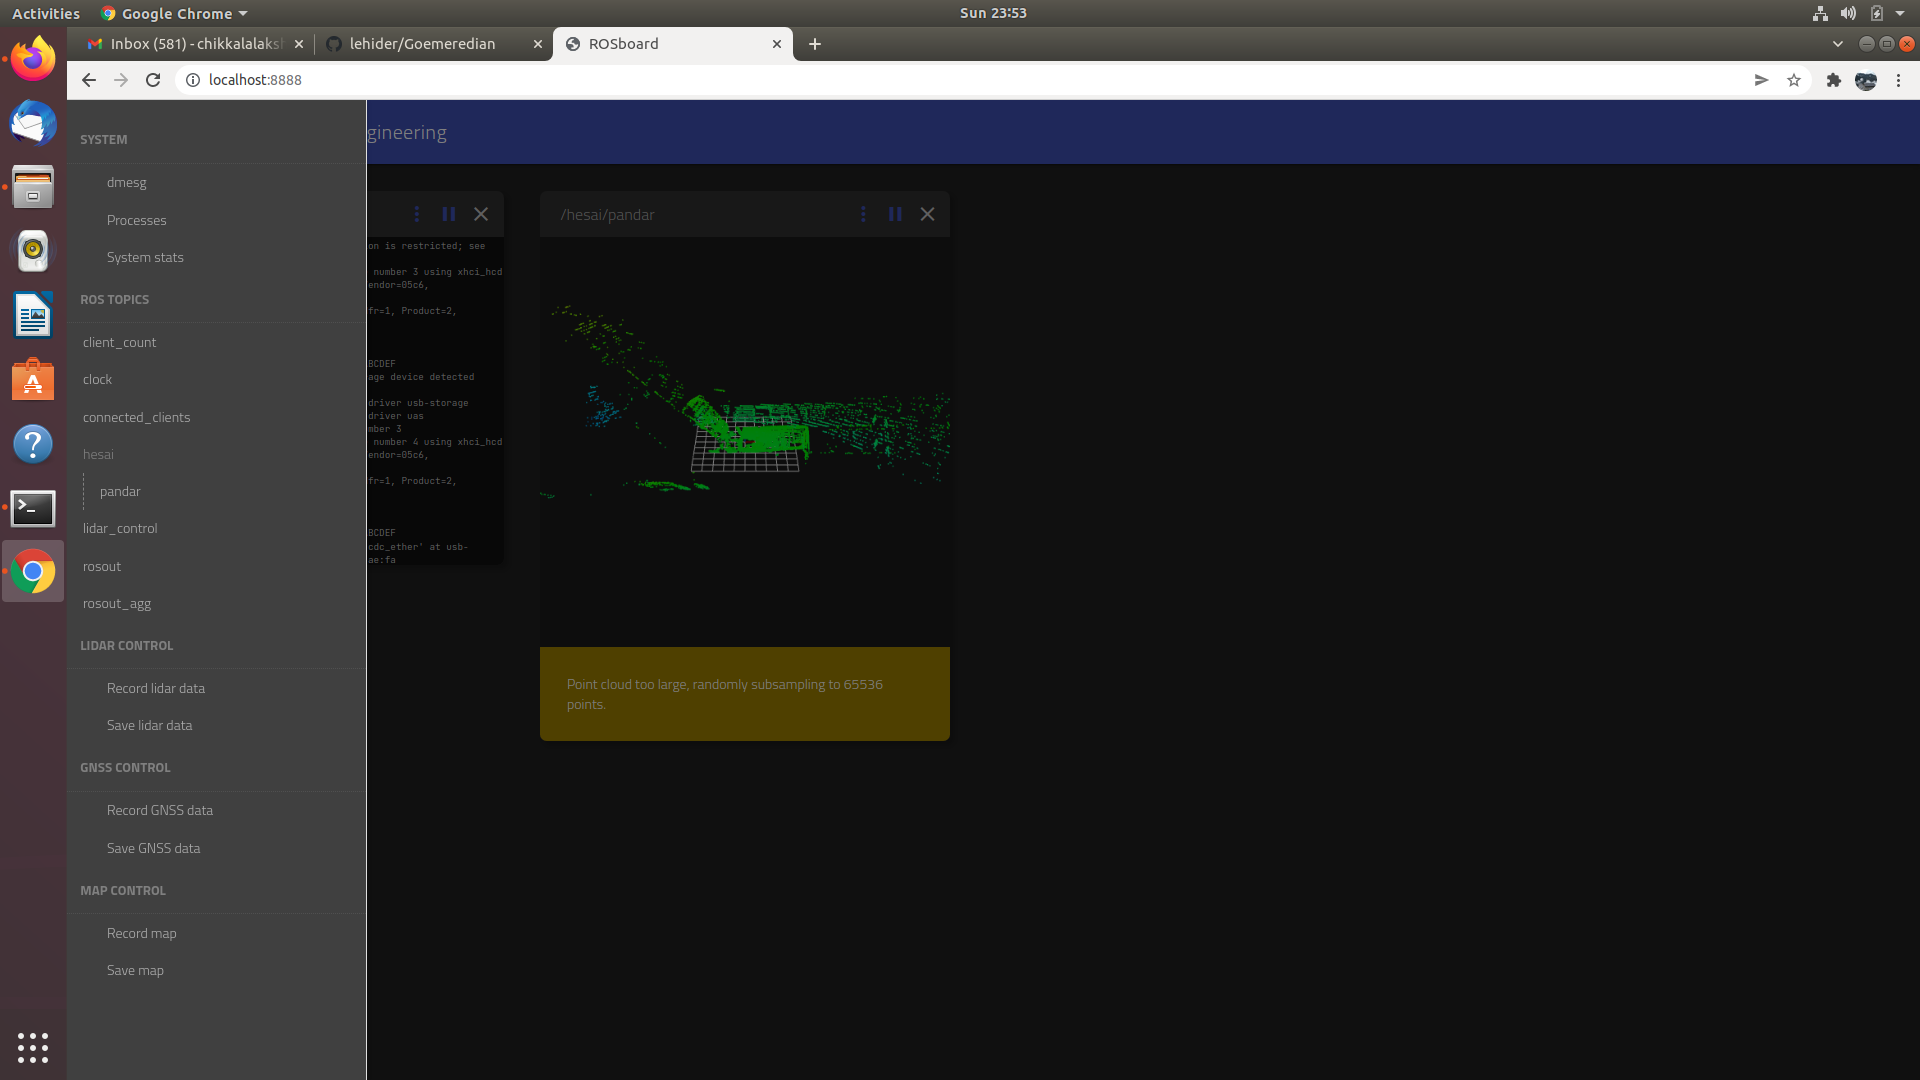 Activities
Google Chrome
Sun 23:53
Inbox (581) - chikkalalaksh
lehider/Goemeredian
ROSboard
localhost:8888
SYSTEM
dmesg
Processes
System stats
ROS TOPICS
client_count
clock
connected_clients
hesai
pandar
lidar_control
rosout
rosout_agg
LIDAR CONTROL
Record lidar data
Save lidar data
GNSS CONTROL
Record GNSS data
Save GNSS data
MAP CONTROL
Record map
Save map
gineering
on is restricted; see
number 3 using xhci_hcd
endor=05c6,
fr=1, Product=2,
BCDEF
age device detected
driver usb-storage
driver uas
mber 3
number 4 using xhci_hcd
endor=05c6,
fr=1, Product=2,
BCDEF
cdc_ether' at usb-
ae:fa
/hesai/pandar
Point cloud too large, randomly subsampling to 65536
points.